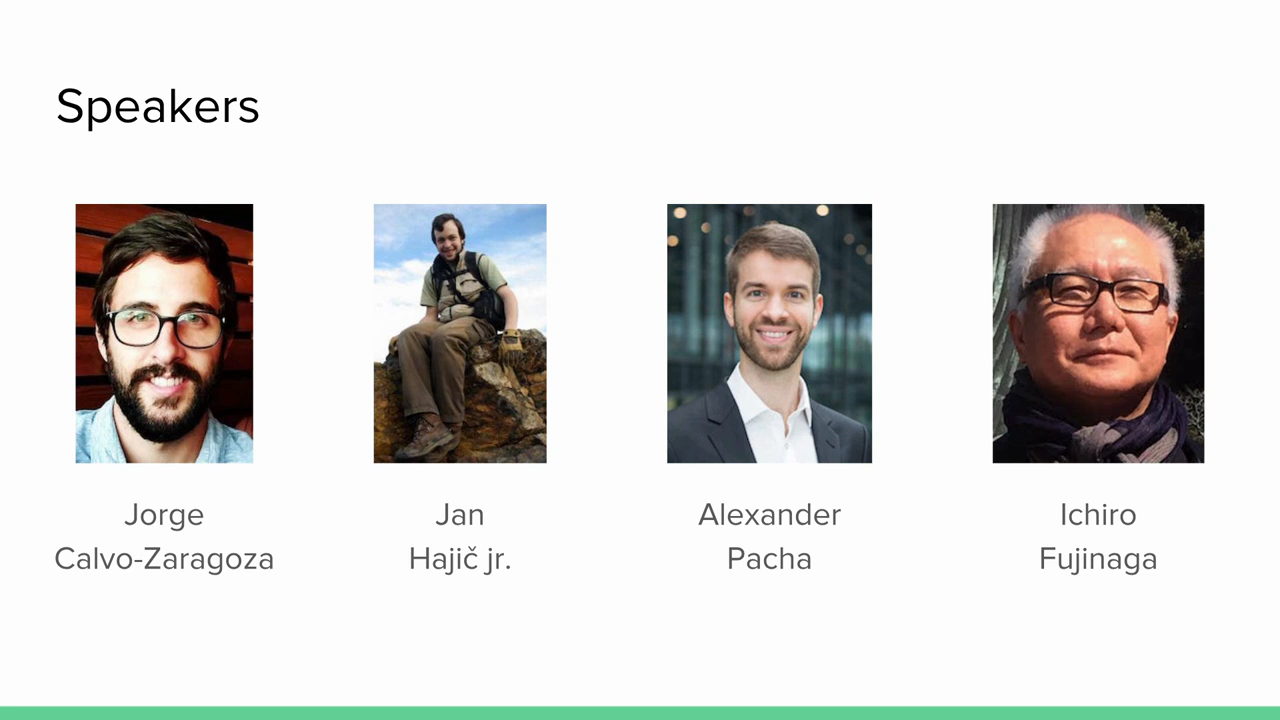 Speakers
Jorge
Calvo-Zaragoza
Jan
Hajič jr.
Alexander
Pacha
Ichiro
Fujinaga